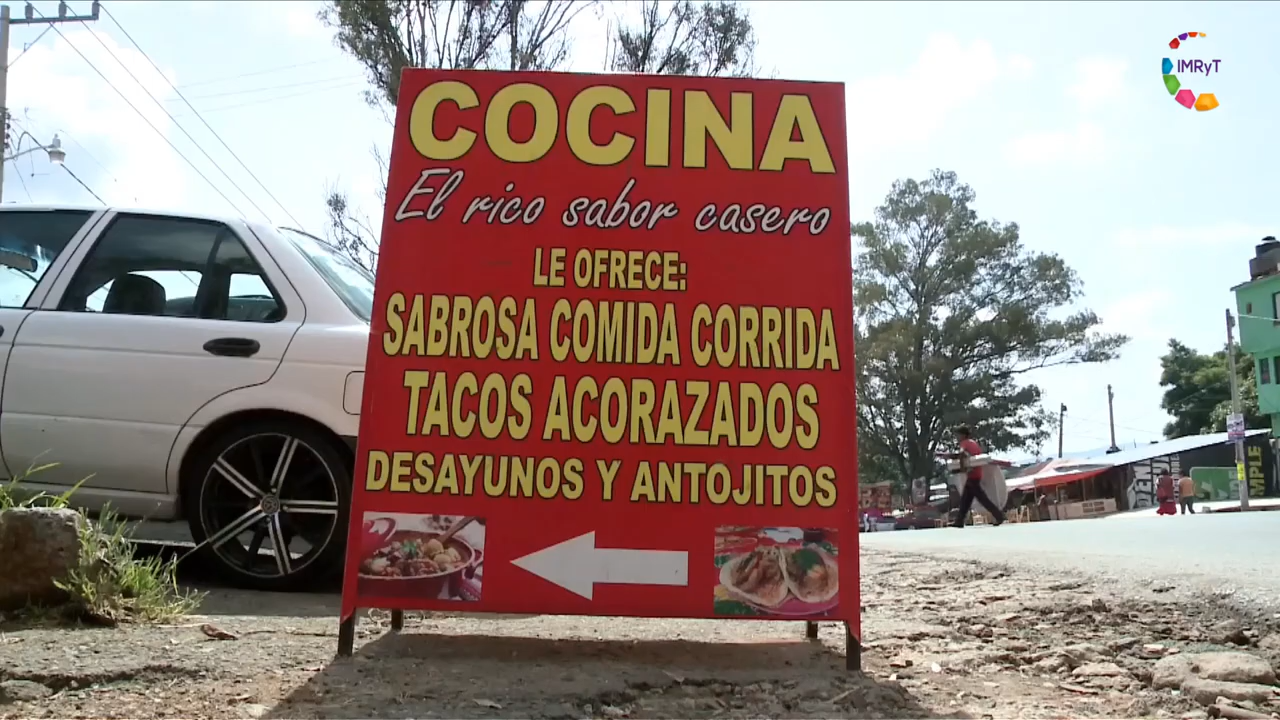 IMRyT
COCINA
El rico sabor casero
LE OFRECE:
SABROSA COMIDA CORRIDA
TACOS ACORAZADOS
DESAYUNOS Y ANTOJITOS